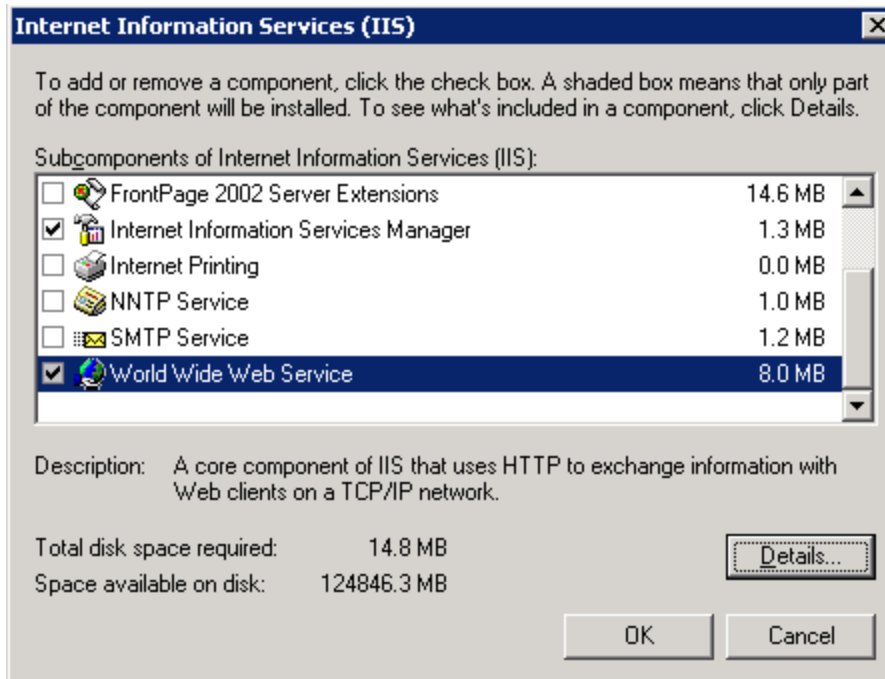 Internet Information Services (IIS)
To add or remove a component, click the check box. A shaded box means that only part
of the component will be installed. To see what's included in a component, click Details.
Subcomponents of Internet Information Services (IIS):
FrontPage 2002 Server Extensions 14.6 MB
Internet Information Services Manager 1.3 MB
Internet Printing 0.0 MB
NNTP Service 1.0 MB
SMTP Service 1.2 MB
World Wide Web Service 8.0 MB
Description: A core component of IIS that uses HTTP to exchange information with
Web clients on a TCP/IP network.
Total disk space required: 14.8 MB
Space available on disk: 124846.3 MB
Details...
OK Cancel